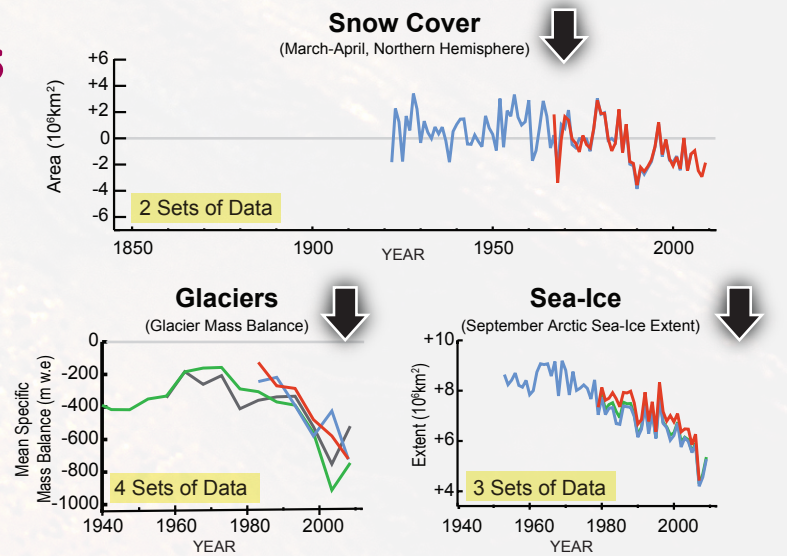 Snow Cover
(March-April, Northern Hemisphere)
+6
+4
+2
0
-2
-4
-6
Area (10⁶km²)
2 Sets of Data
1850
1900
1950
2000
YEAR
Glaciers
(Glacier Mass Balance)
0
-200
-400
-600
-800
-1000
Mean Specific
Mass Balance (m w.e)
4 Sets of Data
1940
1960
1980
2000
YEAR
Sea-Ice
(September Arctic Sea-Ice Extent)
+10
+8
+6
+4
Extent (10⁶km²)
3 Sets of Data
1940
1960
1980
2000
YEAR